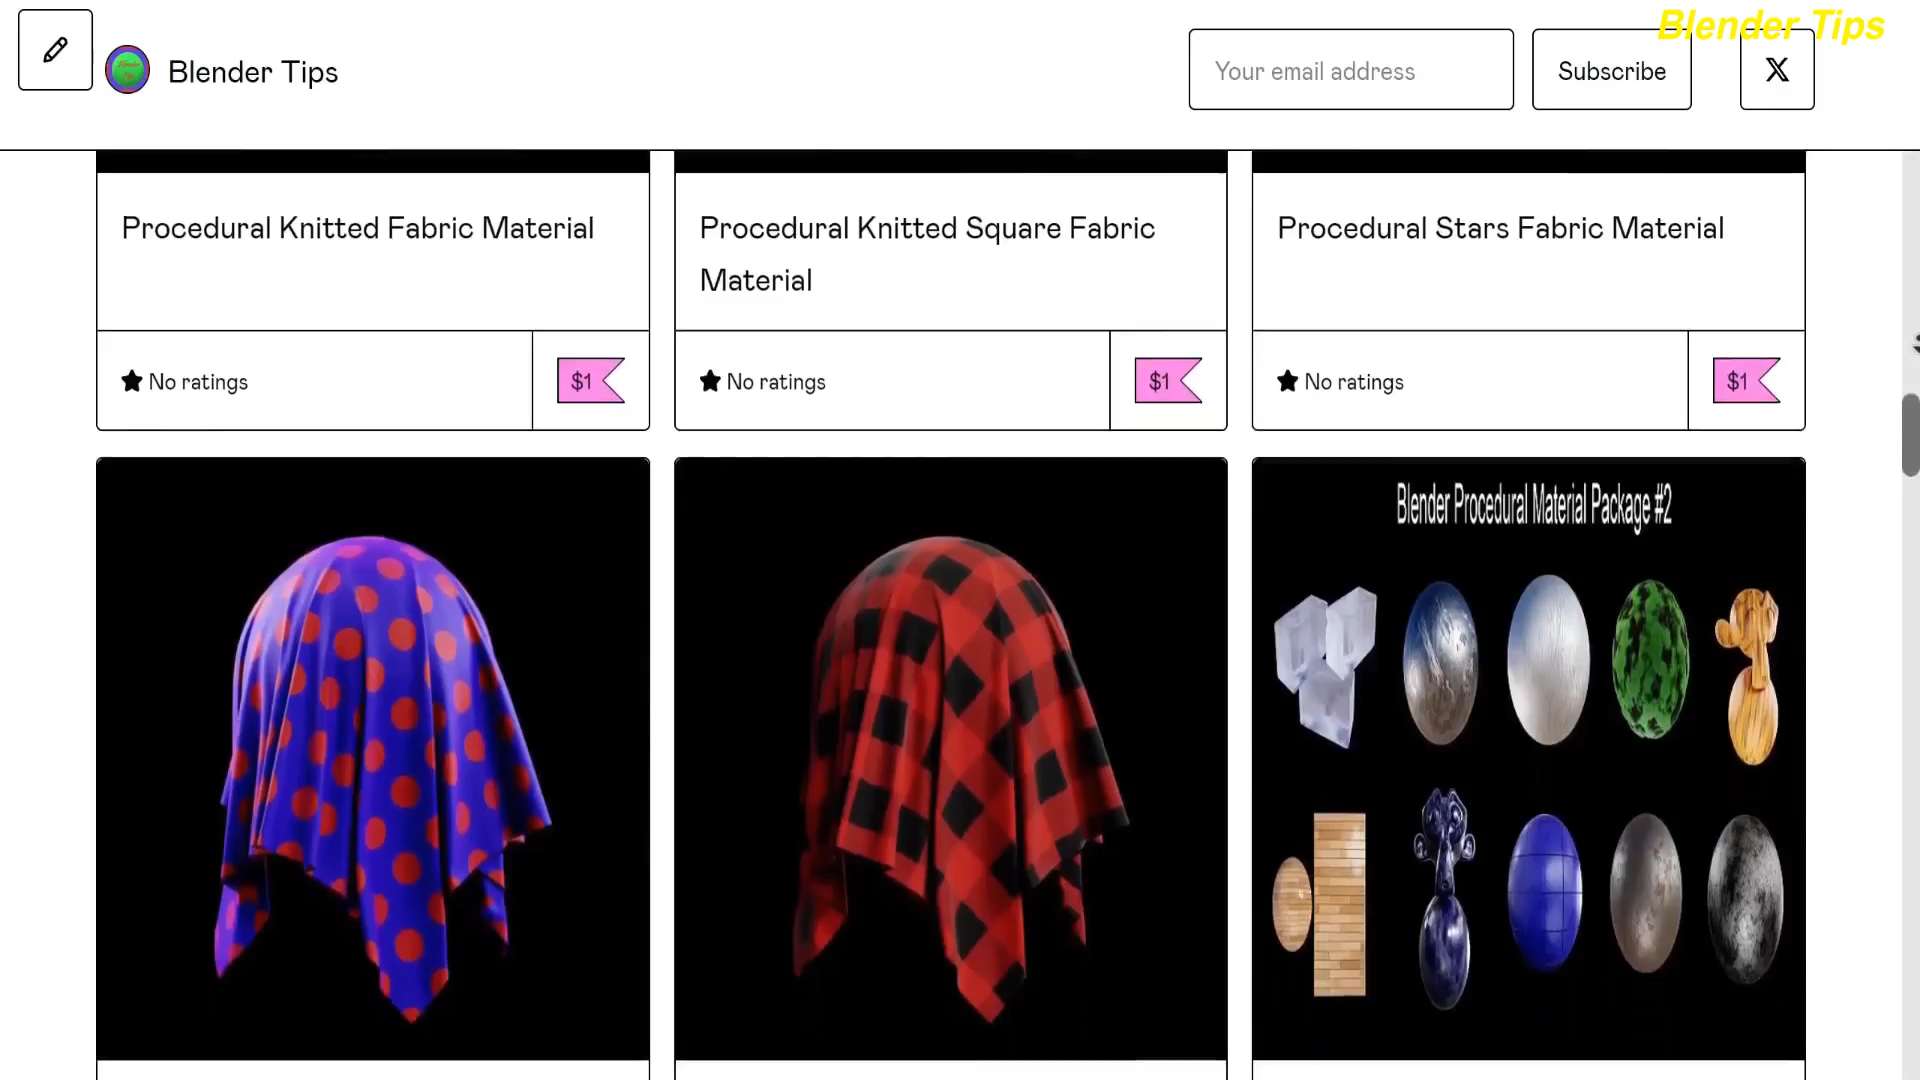 Blender Tips
Blender Tips
Your email address
Subscribe
Procedural Knitted Fabric Material
Procedural Knitted Square Fabric
Material
Procedural Stars Fabric Material
No ratings
$1
No ratings
$1
No ratings
$1
Blender Procedural Material Package #2